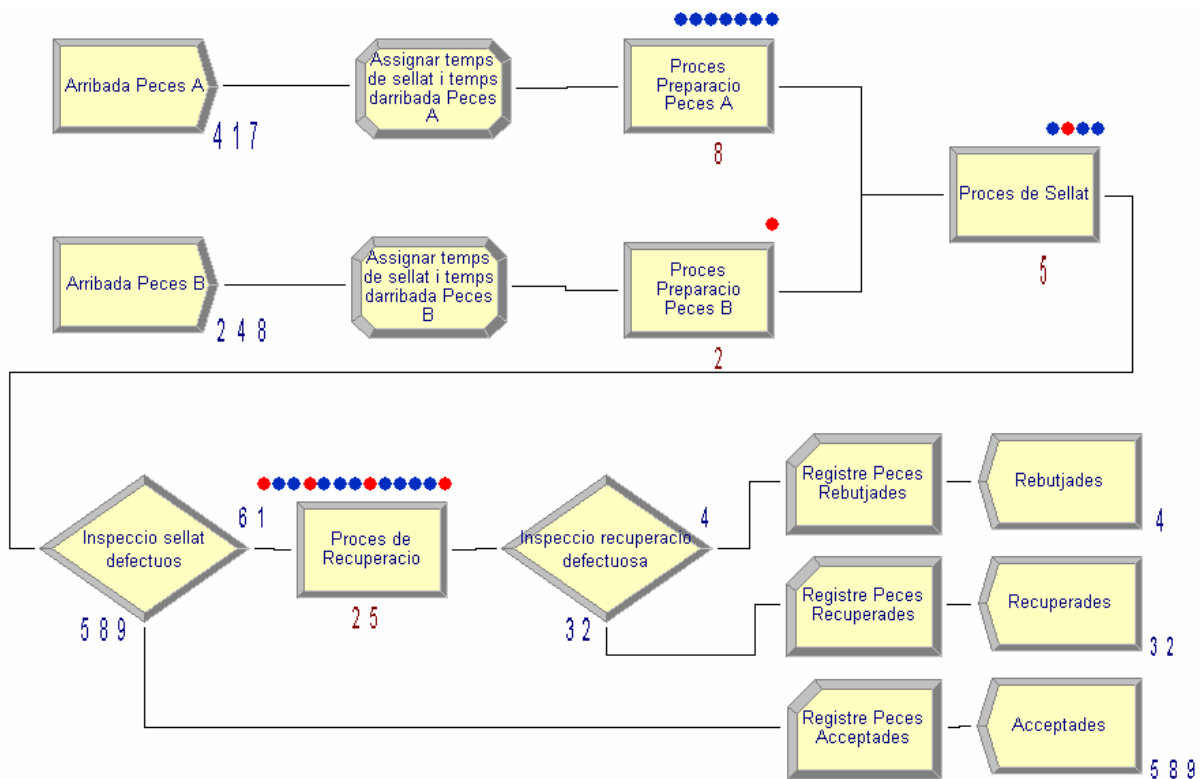 Arribada Peces A
4 1 7
Assignar temps
de sellat i temps
darribada Peces
A
Proces
Preparacio
Peces A
8
Proces de Sellat
5
Arribada Peces B
2 4 8
Assignar temps
de sellat i temps
darribada Peces
B
Proces
Preparacio
Peces B
2
Inspeccio sellat
defectuos
6 1
5 8 9
Proces de
Recuperacio
2 5
Inspeccio recuperacio
defectuosa
4
3 2
Registre Peces
Rebutjades
Rebutjades
4
Registre Peces
Recuperades
Recuperades
3 2
Registre Peces
Acceptades
Acceptades
5 8 9